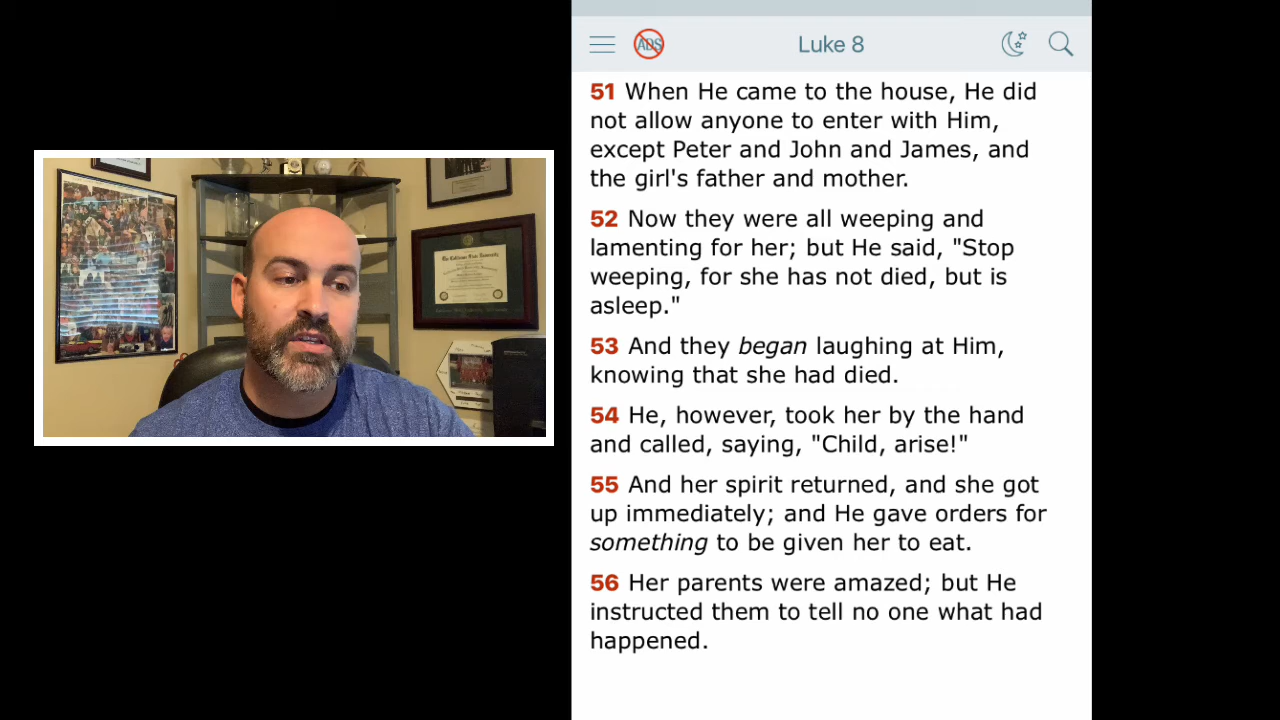 ADS
Luke 8
51 When He came to the house, He did
not allow anyone to enter with Him,
except Peter and John and James, and
the girl's father and mother.
52 Now they were all weeping and
lamenting for her; but He said, "Stop
weeping, for she has not died, but is
asleep."
53 And they began laughing at Him,
knowing that she had died.
54 He, however, took her by the hand
and called, saying, "Child, arise!"
55 And her spirit returned, and she got
up immediately; and He gave orders for
something to be given her to eat.
56 Her parents were amazed; but He
instructed them to tell no one what had
happened.
The California State University